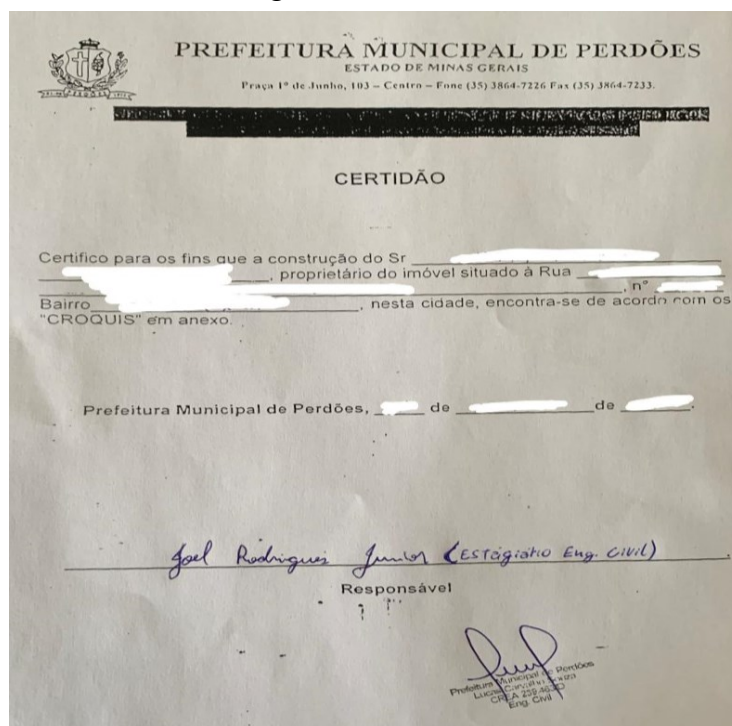 PREFEITURA MUNICIPAL DE PERDÕES
ESTADO DE MINAS GERAIS
Praça 1º de Junho, 103 – Centro – Fone (35) 3864-7226 Fax (35) 3864-7233.
CERTIDÃO
Certifico para os fins que a construção do Sr
, proprietário do imóvel situado à Rua
, nº
Bairro , nesta cidade, encontra-se de acordo com os
"CROQUIS" em anexo.
Prefeitura Municipal de Perdões, de de .
Joel Rodrigues Junior (Estágiário Eng. Civil)
Responsável
Prefeitura Municipal de Perdões
Lucas Carvalho
CREA
Eng. Civil